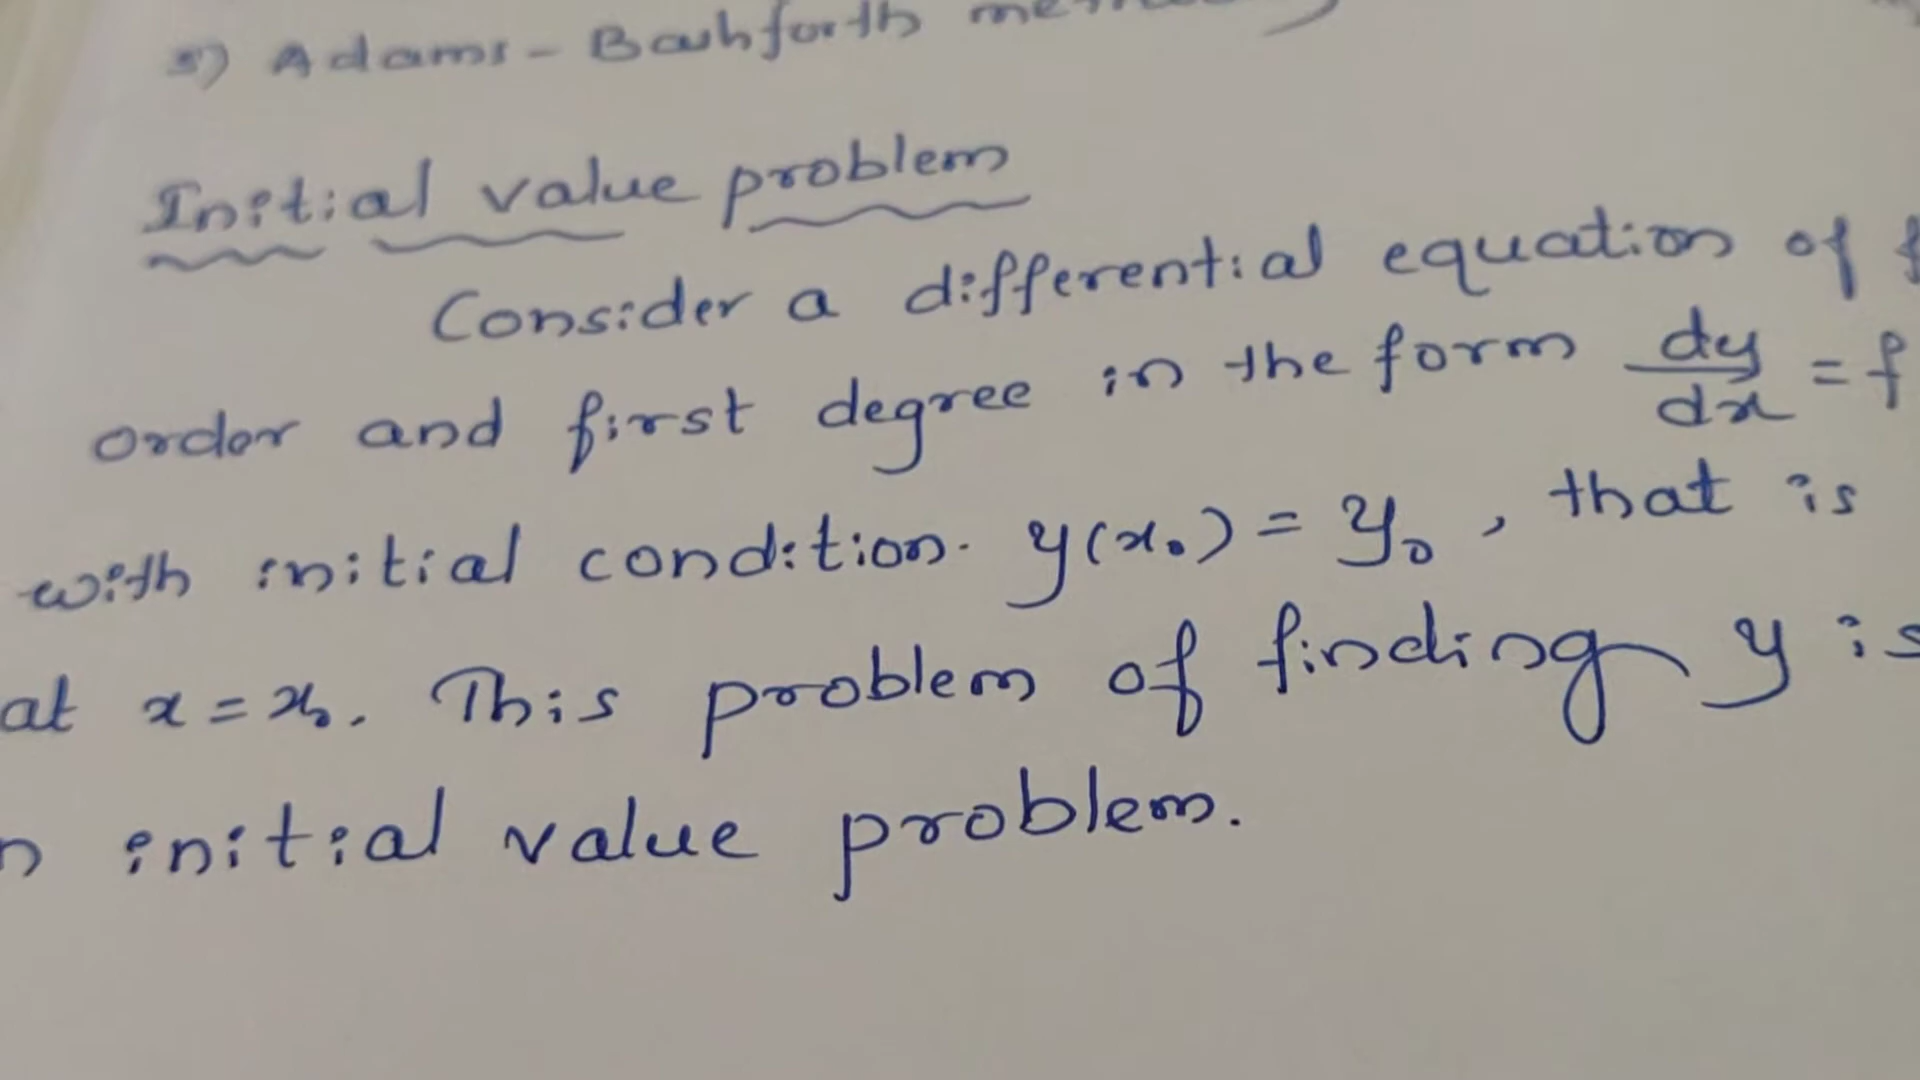 5) Adams - Bashforth
Initial value problem
Consider a differential equation of
order and first degree in the form dy/dx = f
with initial condition. y(x₀) = y₀, that is
at x = x₀. This problem of finding y is
n initial value problem.